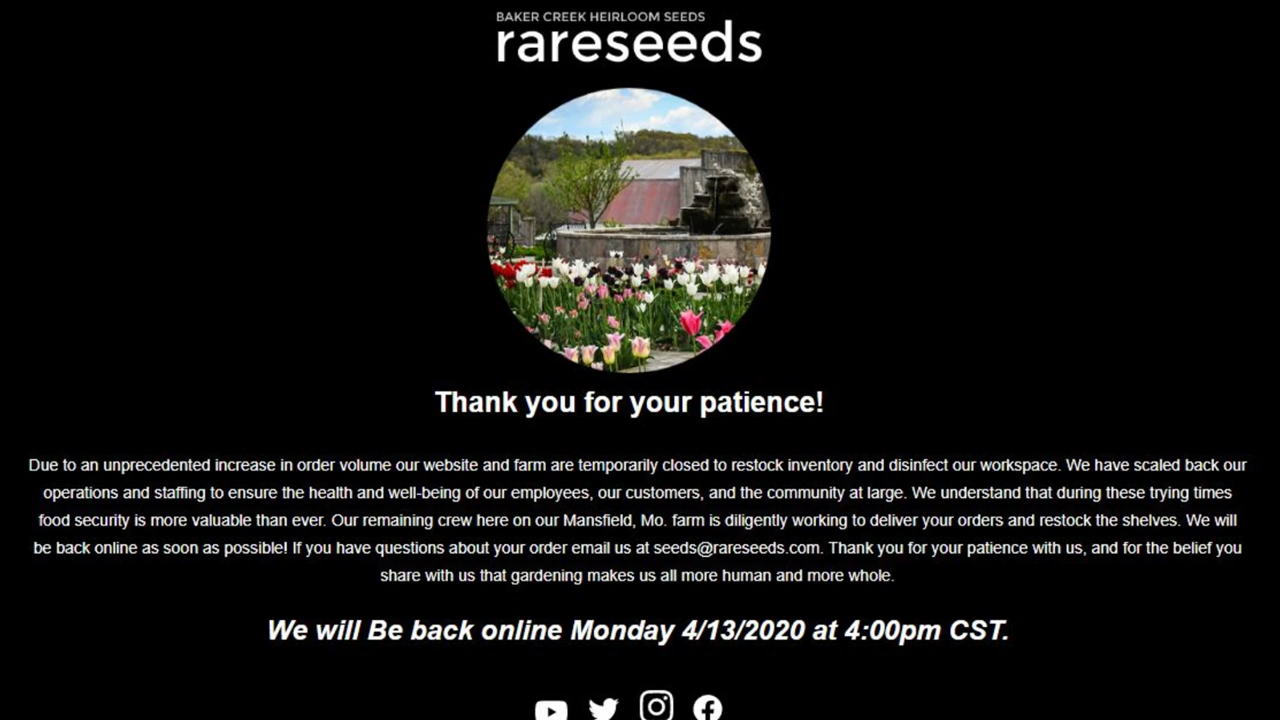 BAKER CREEK HEIRLOOM SEEDS
rareseeds
Thank you for your patience!
Due to an unprecedented increase in order volume our website and farm are temporarily closed to restock inventory and disinfect our workspace. We have scaled back our
operations and staffing to ensure the health and well-being of our employees, our customers, and the community at large. We understand that during these trying times
food security is more valuable than ever. Our remaining crew here on our Mansfield, Mo. farm is diligently working to deliver your orders and restock the shelves. We will
be back online as soon as possible! If you have questions about your order email us at seeds@rareseeds.com. Thank you for your patience with us, and for the belief you
share with us that gardening makes us all more human and more whole.
We will Be back online Monday 4/13/2020 at 4:00pm CST.